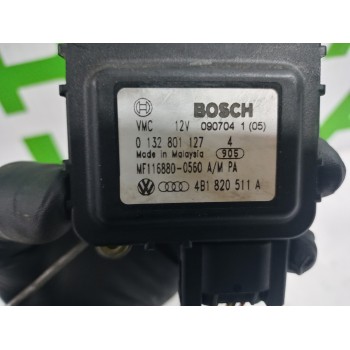 BOSCH
VMC 12V 090704 1 (05)
0 132 801 127 4
Made in Malaysia 905
MF116880-0560 A/M PA
4B1 820 511 A